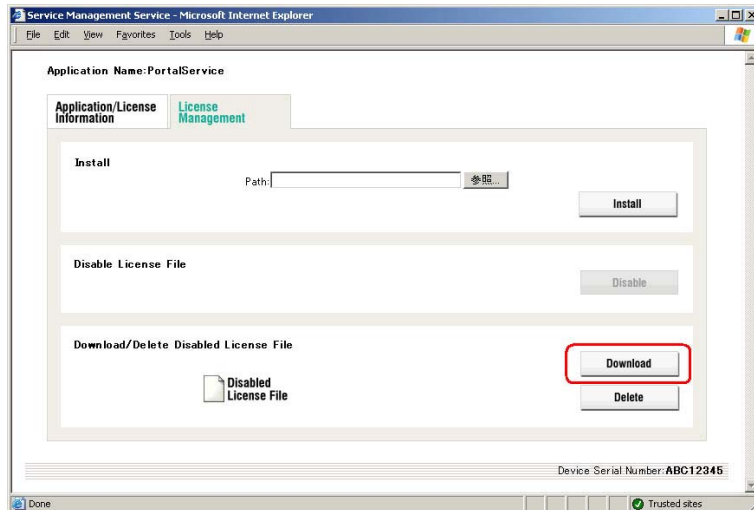 Service Management Service - Microsoft Internet Explorer
File Edit View Favorites Tools Help
Application Name:PortalService
Application/License
Information
License
Management
Install
Path: 参照...
Install
Disable License File
Disable
Download/Delete Disabled License File
Download
Disabled
License File
Delete
Device Serial Number:ABC12345
Done
Trusted sites